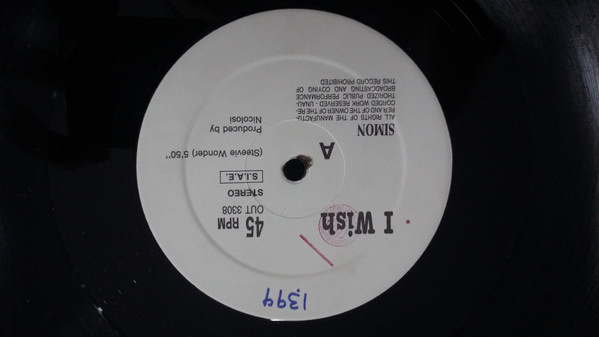 1399
I Wish
45 RPM
OUT 3308
STEREO
S.I.A.E.
(Steevie Wonder) 5'50"
Produced by
Nicolosi
A
SIMON
ALL RIGHTS OF THE MANUFACTU-
RER AND OF THE OWNER OF THE RE-
CORDED WORK RESERVED - UNAU-
THORIZED PUBLIC PERFORMANCE
BROADCASTING AND COYING OF
THIS RECORD PROHIBITED